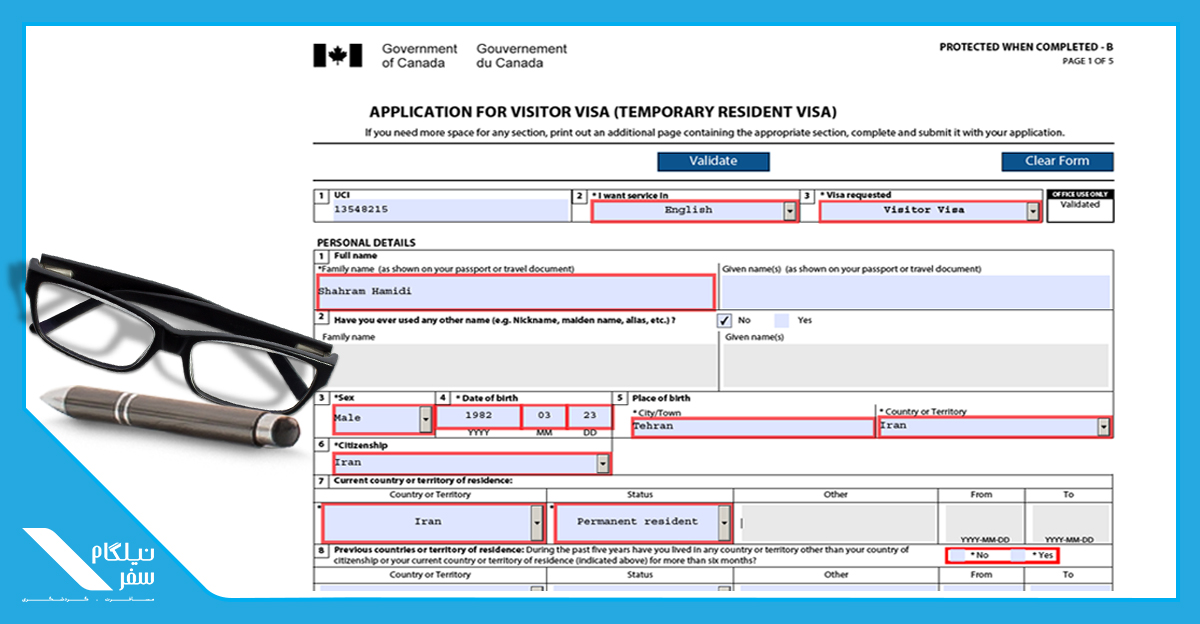 Government of Canada
Gouvernement du Canada
PROTECTED WHEN COMPLETED - B
PAGE 1 OF 5
APPLICATION FOR VISITOR VISA (TEMPORARY RESIDENT VISA)
If you need more space for any section, print out an additional page containing the appropriate section, complete and submit it with your application.
Validate
Clear Form
1 UCI
13548215
2 * I want service in
English
3 * Visa requested
Visitor Visa
OFFICE USE ONLY
Validated
PERSONAL DETAILS
1 Full name
*Family name (as shown on your passport or travel document)
Given name(s) (as shown on your passport or travel document)
Shahram Hamidi
2 Have you ever used any other name (e.g. Nickname, maiden name, alias, etc.) ?
No Yes
Family name
Given name(s)
3 *Sex
Male
4 * Date of birth
1982 03 23
YYYY MM DD
5 Place of birth
* City/Town
Tehran
* Country or Territory
Iran
6 *Citizenship
Iran
7 Current country or territory of residence:
Country or Territory Status Other From To
* Iran * Permanent resident
YYYY-MM-DD YYYY-MM-DD
8 Previous countries or territory of residence: During the past five years have you lived in any country or territory other than your country of
citizenship or your current country or territory of residence (indicated above) for more than six months?
* No * Yes
Country or Territory Status Other From To
نیلگام
سفر